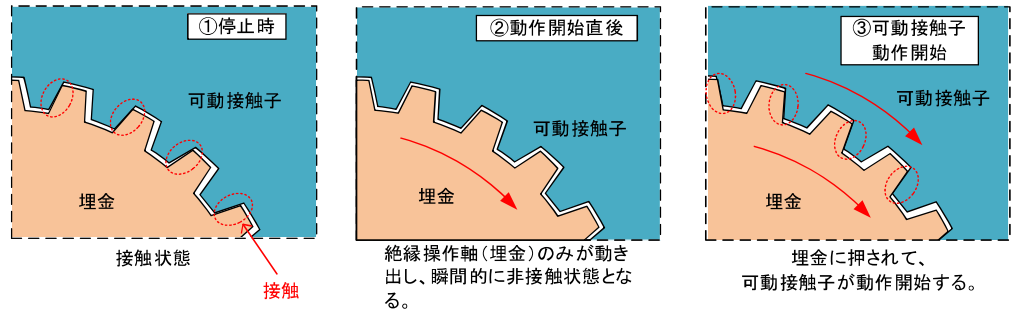 ①停止時
可動接触子
埋金
接触状態
接触
②動作開始直後
可動接触子
埋金
絶縁操作軸(埋金)のみが動き
出し、瞬間的に非接触状態とな
る。
③可動接触子
動作開始
可動接触子
埋金
埋金に押されて、
可動接触子が動作開始する。